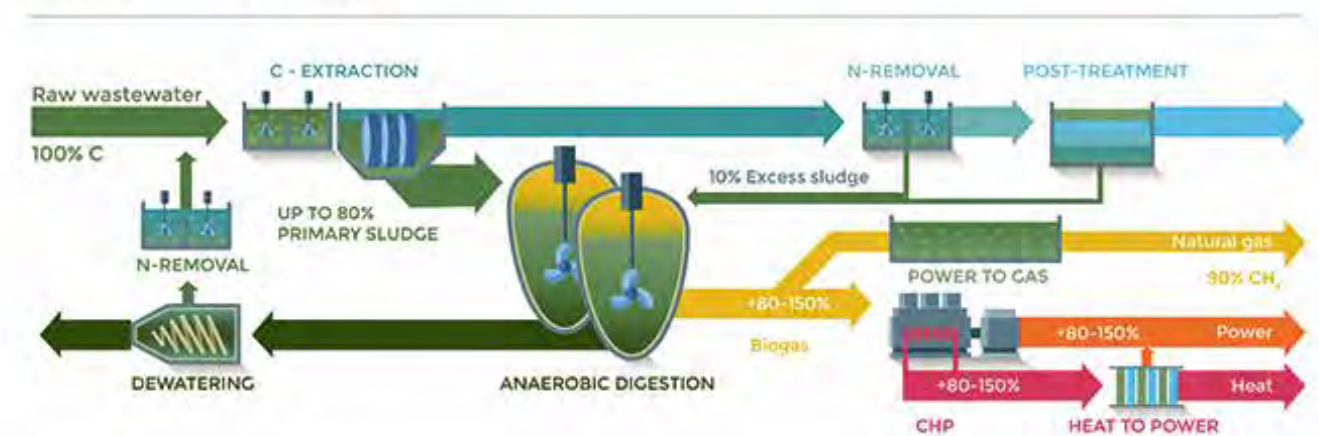 C - EXTRACTION
N-REMOVAL
POST-TREATMENT
Raw wastewater
100% C
10% Excess sludge
UP TO 80%
PRIMARY SLUDGE
N-REMOVAL
Natural gas
POWER TO GAS
90% CH₄
+80-150%
Biogas
+80-150%
Power
DEWATERING
ANAEROBIC DIGESTION
+80-150%
Heat
CHP
HEAT TO POWER